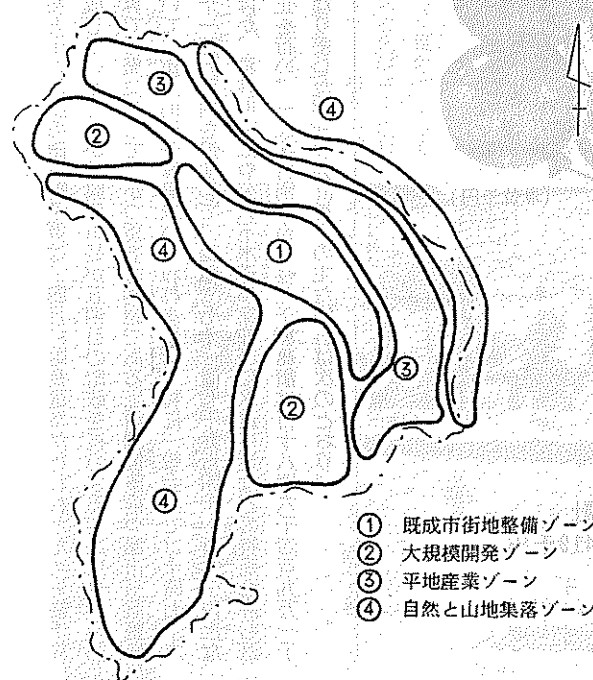 ③
④
②
④
①
③
②
④
① 既成市街地整備ゾーン
② 大規模開発ゾーン
③ 平地産業ゾーン
④ 自然と山地集落ゾーン